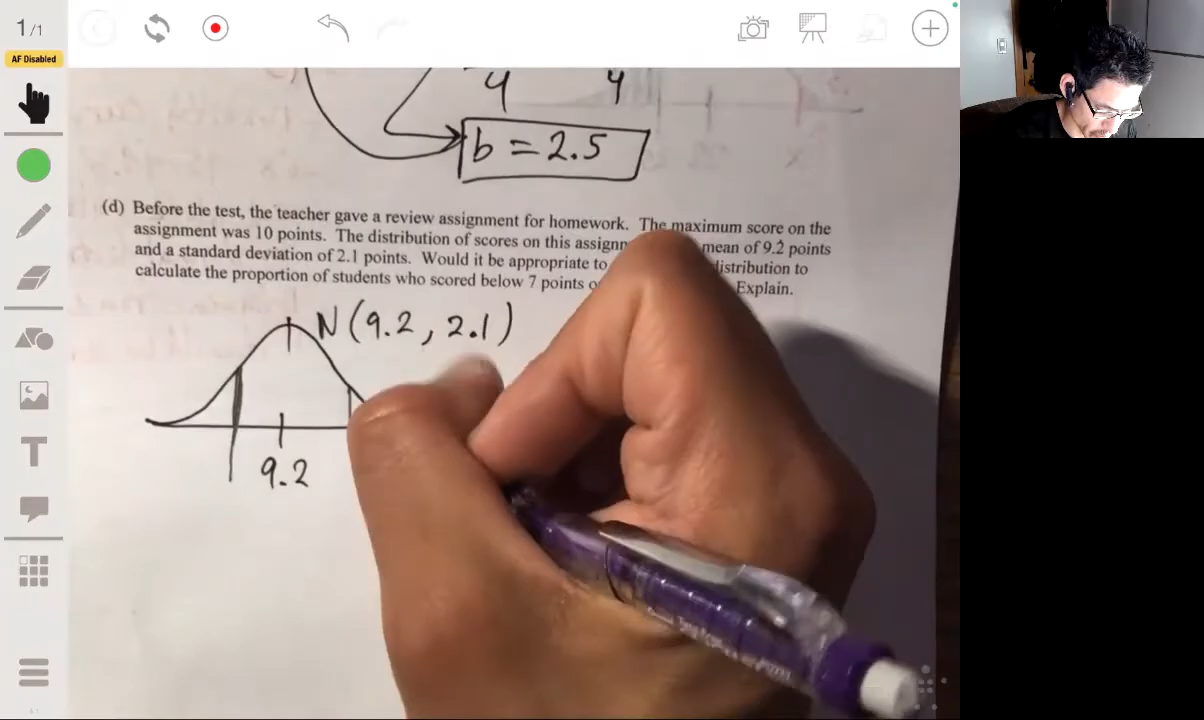 1/1
AF Disabled
4 4
b = 2.5
(d) Before the test, the teacher gave a review assignment for homework. The maximum score on the
assignment was 10 points. The distribution of scores on this mean of 9.2 points
and a standard deviation of 2.1 points. Would it be appropriate to distribution to
calculate the proportion of students who scored below 7 points Explain.
N(9.2, 2.1)
9.2
T